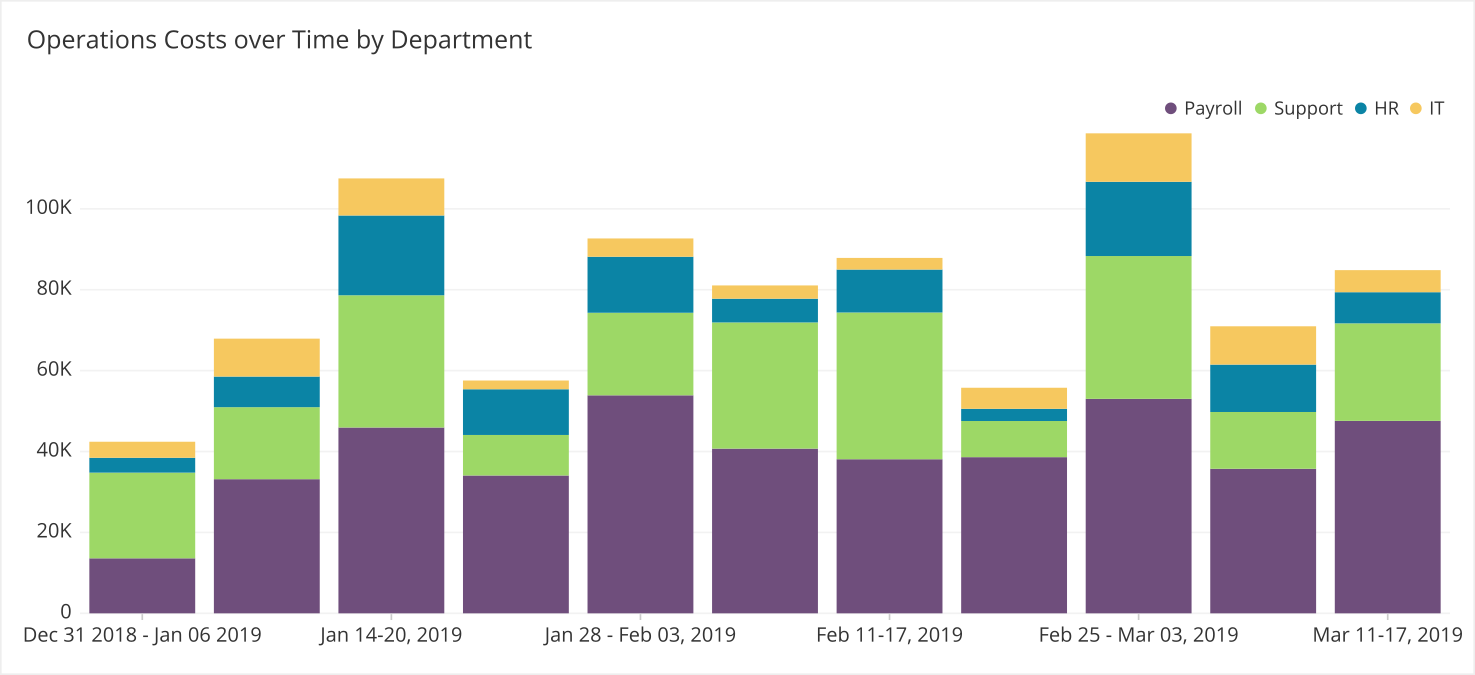 Operations Costs over Time by Department
Payroll Support HR IT
100K
80K
60K
40K
20K
0
Dec 31 2018 - Jan 06 2019 Jan 14-20, 2019 Jan 28 - Feb 03, 2019 Feb 11-17, 2019 Feb 25 - Mar 03, 2019 Mar 11-17, 2019